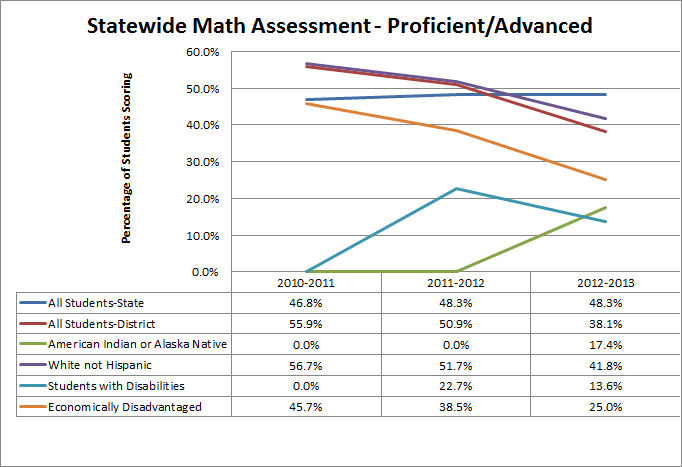 Statewide Math Assessment - Proficient/Advanced
Percentage of Students Scoring
60.0%
50.0%
40.0%
30.0%
20.0%
10.0%
0.0%
2010-2011 2011-2012 2012-2013
All Students-State 46.8% 48.3% 48.3%
All Students-District 55.9% 50.9% 38.1%
American Indian or Alaska Native 0.0% 0.0% 17.4%
White not Hispanic 56.7% 51.7% 41.8%
Students with Disabilities 0.0% 22.7% 13.6%
Economically Disadvantaged 45.7% 38.5% 25.0%